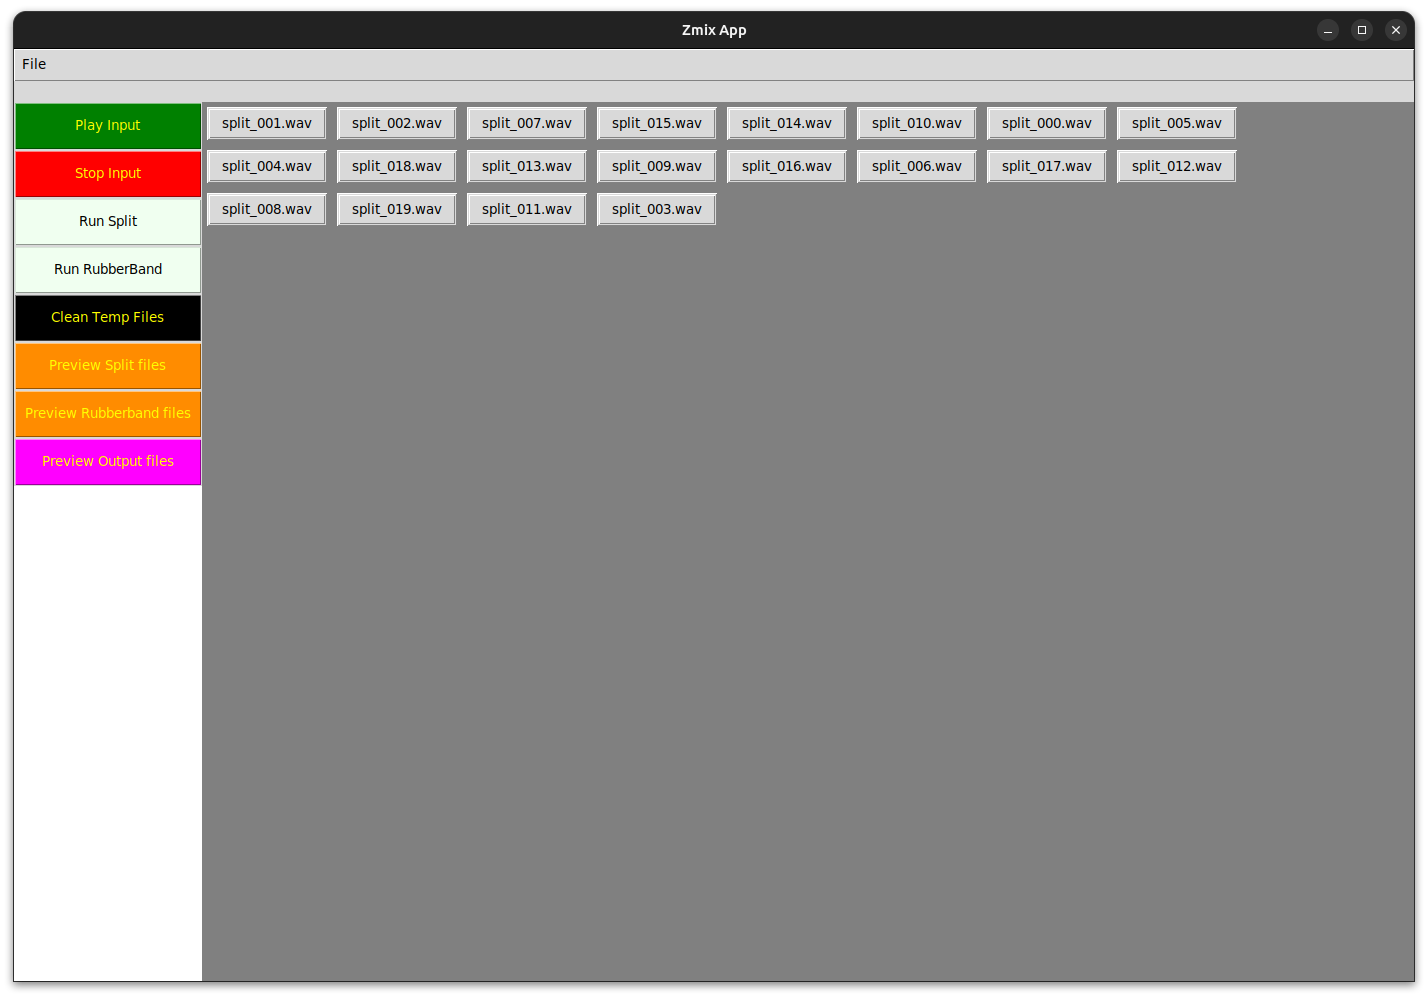 Zmix App
File
Play Input
Stop Input
Run Split
Run RubberBand
Clean Temp Files
Preview Split files
Preview Rubberband files
Preview Output files
split_001.wav split_002.wav split_007.wav split_015.wav split_014.wav split_010.wav split_000.wav split_005.wav
split_004.wav split_018.wav split_013.wav split_009.wav split_016.wav split_006.wav split_017.wav split_012.wav
split_008.wav split_019.wav split_011.wav split_003.wav